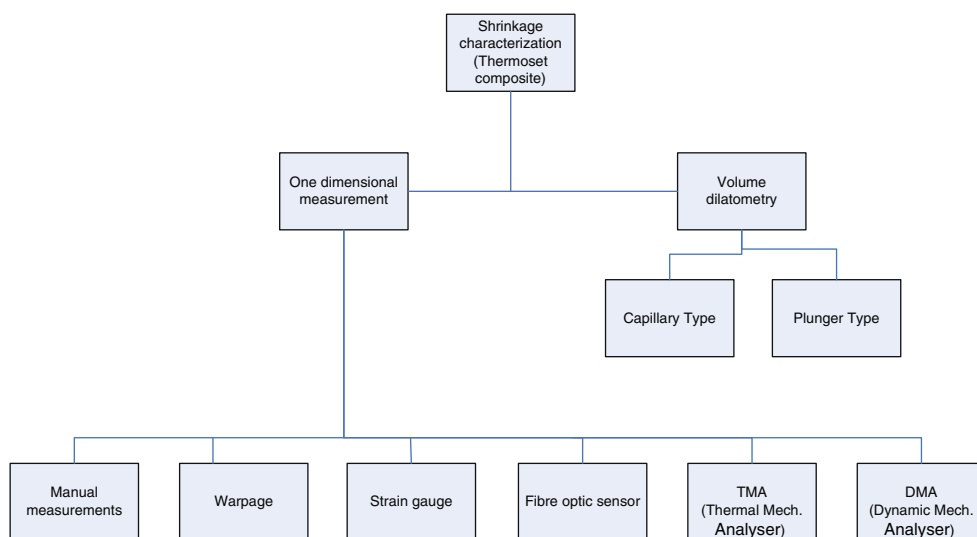 Shrinkage
characterization
(Thermoset
composite)
One dimensional
measurement
Volume
dilatometry
Capillary Type
Plunger Type
Manual
measurements
Warpage
Strain gauge
Fibre optic sensor
TMA
(Thermal Mech.
Analyser)
DMA
(Dynamic Mech.
Analyser)